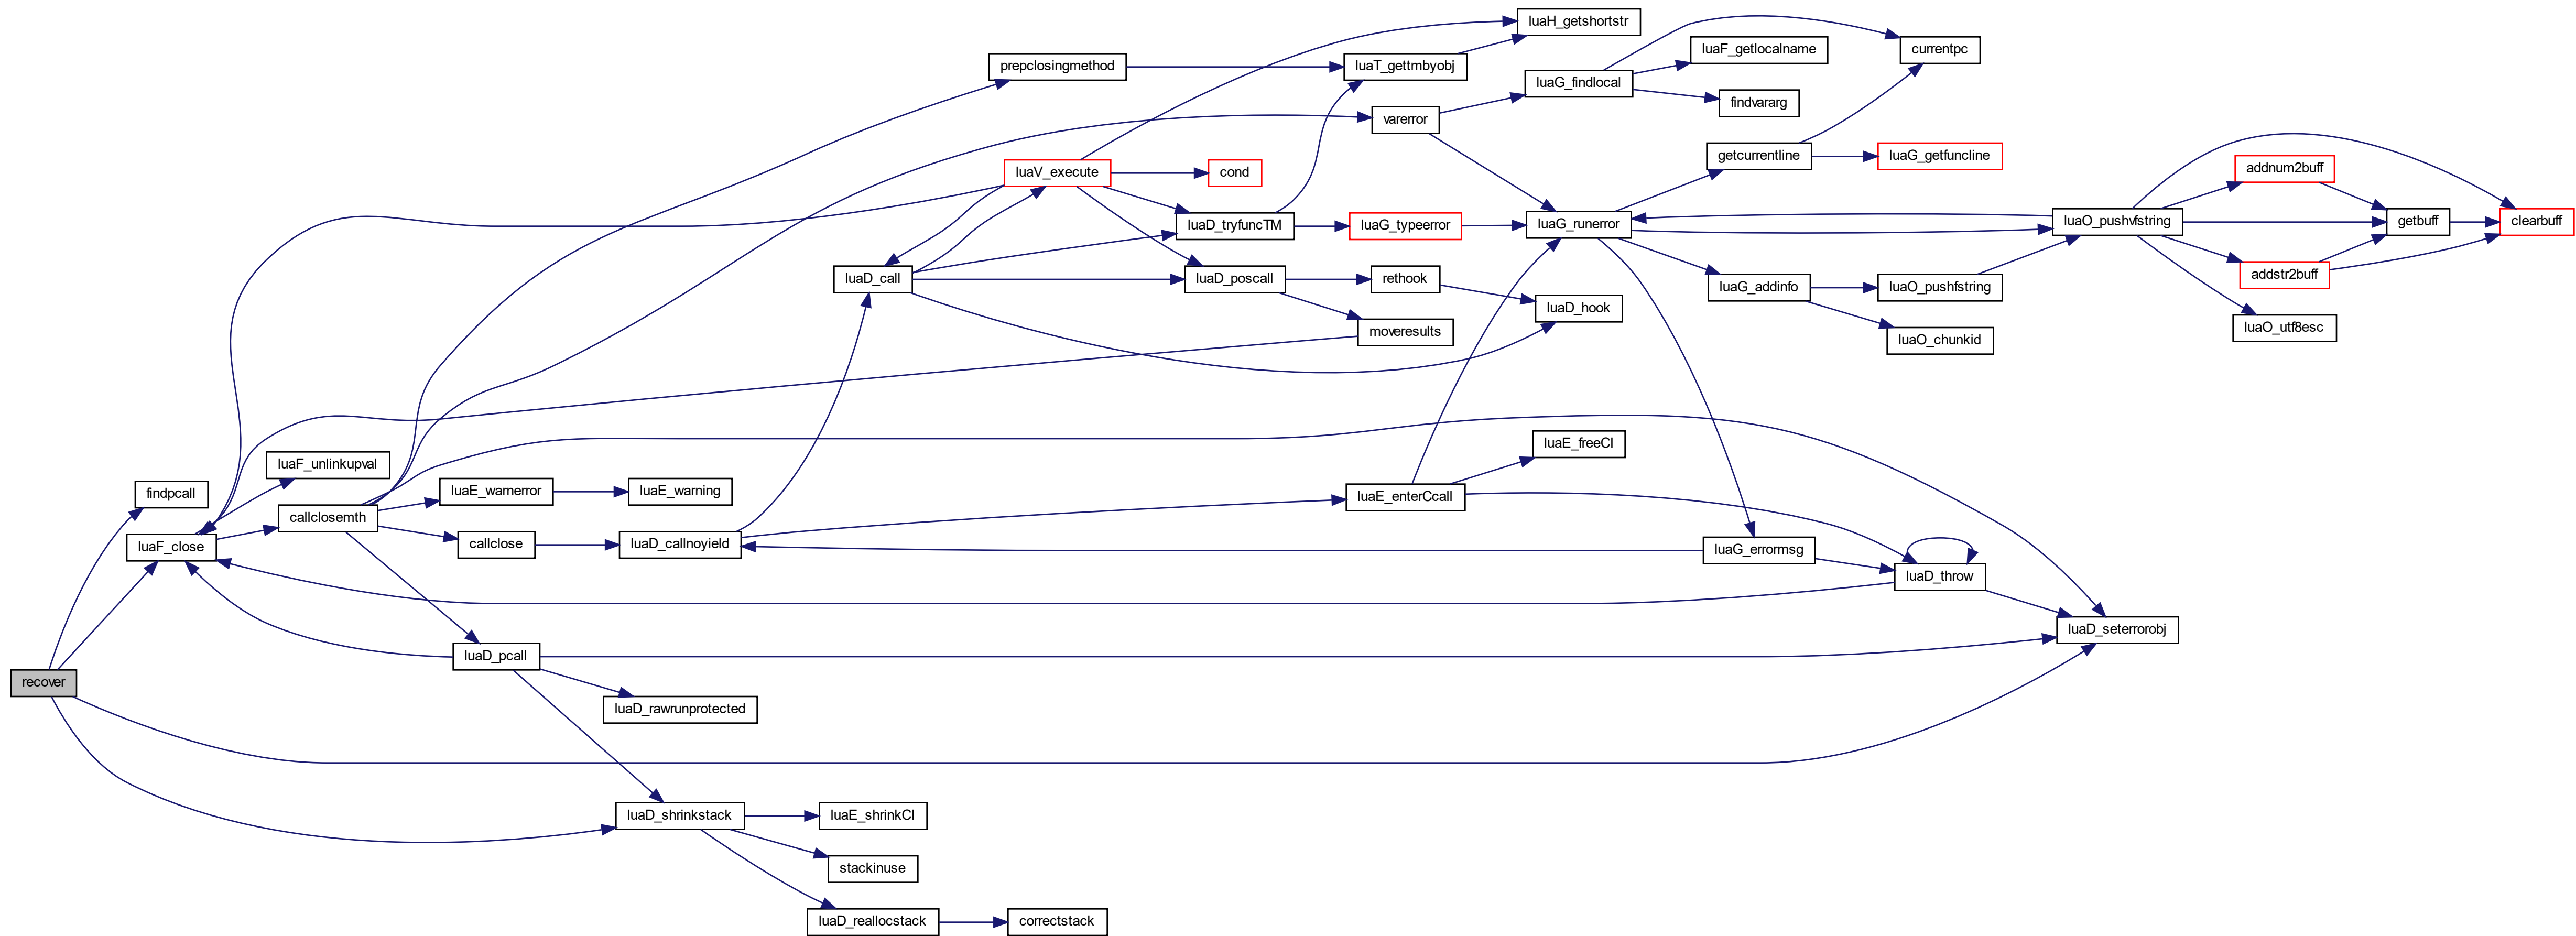 recover
findpcall
luaF_close
luaF_unlinkupval
callclosemth
luaE_warnerror
callclose
luaD_pcall
luaE_warning
luaD_callnoyield
luaD_rawrunprotected
luaD_shrinkstack
luaD_call
luaE_shrinkCI
stackinuse
luaD_reallocstack
prepclosingmethod
luaV_execute
correctstack
cond
luaD_tryfuncTM
luaD_poscall
luaT_gettmbyobj
varerror
luaG_typeerror
rethook
moveresults
luaE_enterCcall
luaH_getshortstr
luaG_findlocal
luaG_runerror
luaD_hook
luaE_freeCI
luaF_getlocalname
findvararg
getcurrentline
luaG_addinfo
luaG_errormsg
currentpc
luaG_getfuncline
luaO_pushfstring
luaO_chunkid
luaD_throw
luaO_pushvfstring
luaD_seterrorobj
addnum2buff
addstr2buff
luaO_utf8esc
getbuff
clearbuff